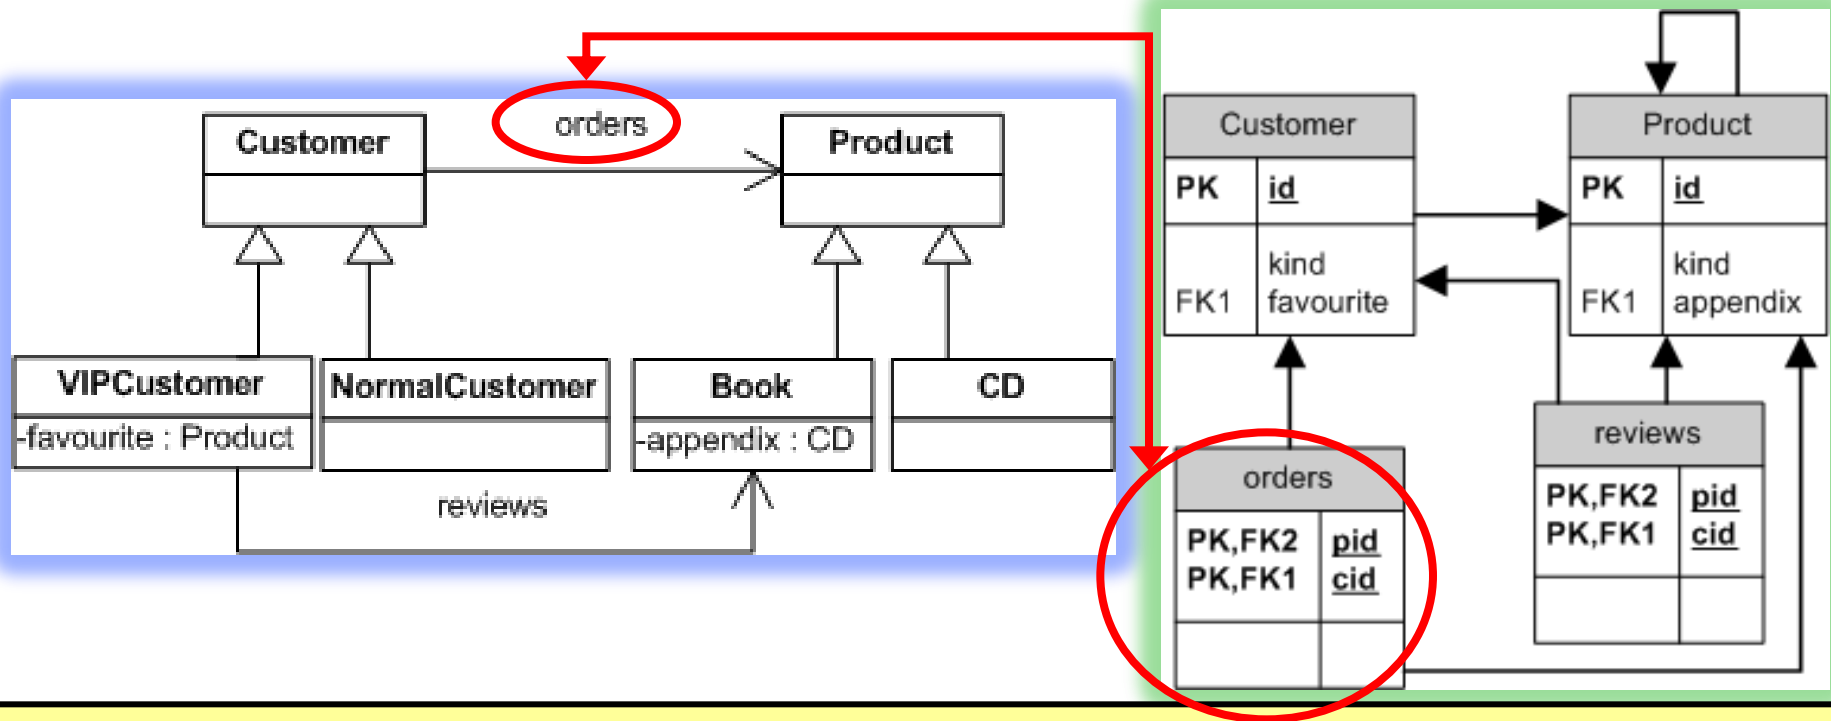 orders
Customer
Product
VIPCustomer
-favourite : Product
NormalCustomer
Book
-appendix : CD
CD
reviews
Customer
PK id
kind
FK1 favourite
Product
PK id
kind
FK1 appendix
orders
PK,FK2 pid
PK,FK1 cid
reviews
PK,FK2 pid
PK,FK1 cid